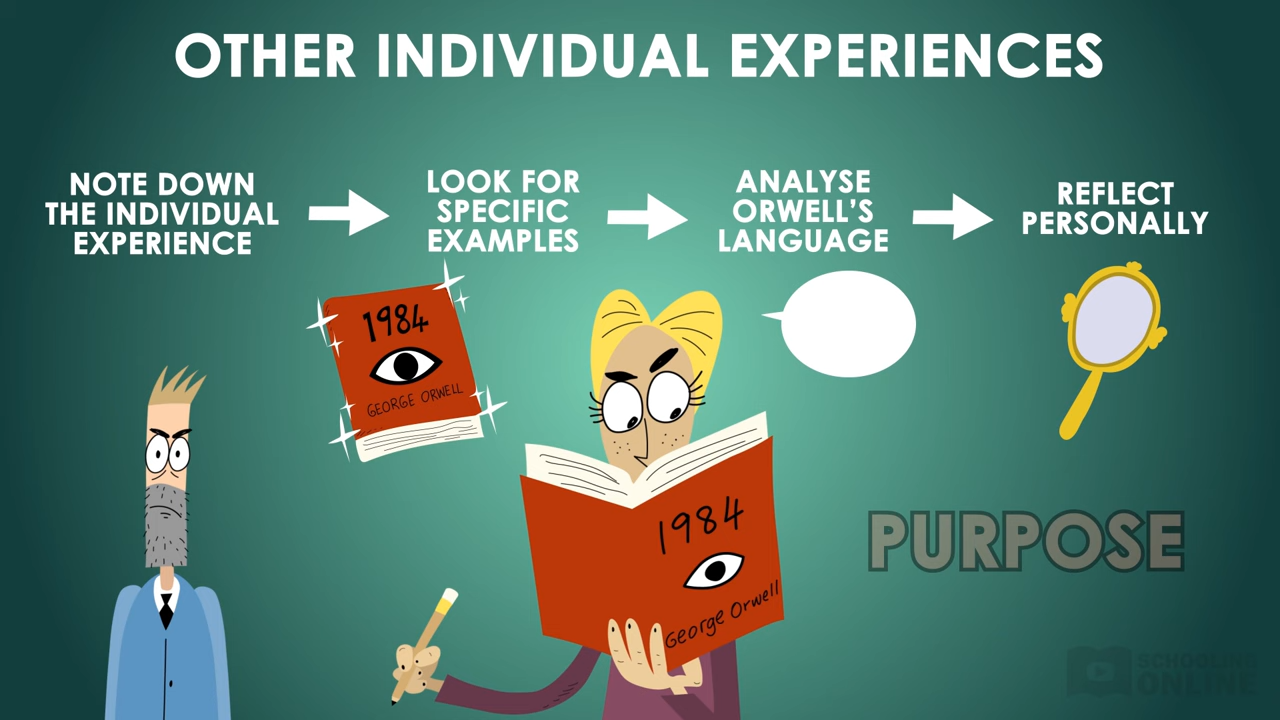 OTHER INDIVIDUAL EXPERIENCES
NOTE DOWN
THE INDIVIDUAL
EXPERIENCE
LOOK FOR
SPECIFIC
EXAMPLES
ANALYSE
ORWELL'S
LANGUAGE
REFLECT
PERSONALLY
1984
GEORGE ORWELL
1984
George Orwell
PURPOSE
SCHOOLING
ONLINE